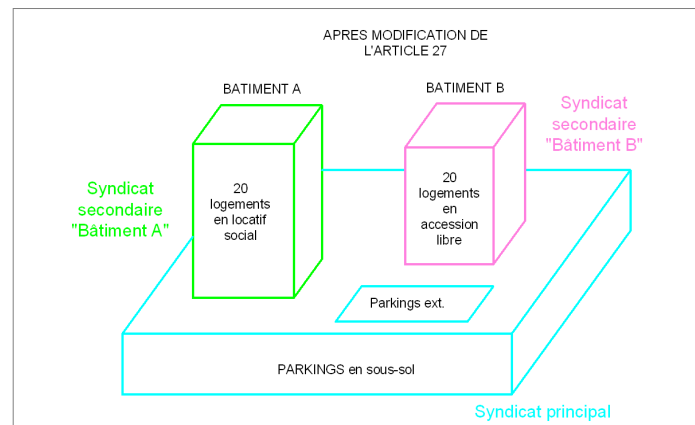 APRES MODIFICATION DE
L'ARTICLE 27
BATIMENT A
BATIMENT B
Syndicat
secondaire
"Bâtiment B"
20
logements
en locatif
social
20
logements
en
accession
libre
Syndicat
secondaire
"Bâtiment A"
Parkings ext.
PARKINGS en sous-sol
Syndicat principal